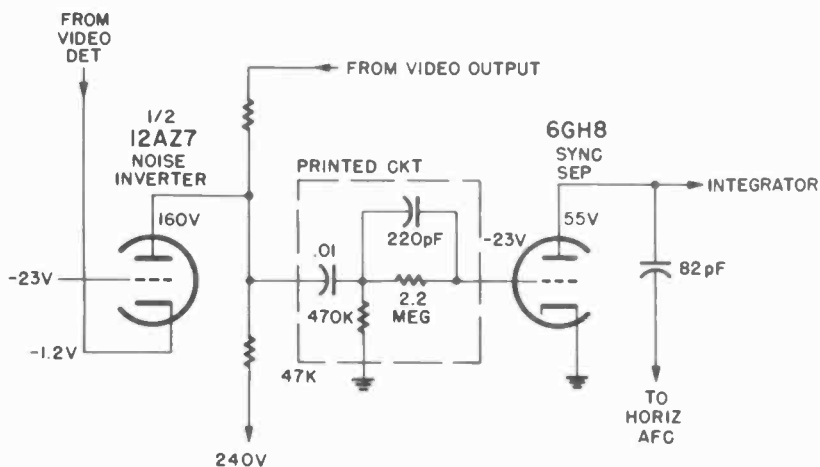 FROM
VIDEO
DET
FROM VIDEO OUTPUT
1/2
12AZ7
NOISE
INVERTER
160V
-23V
-1.2V
PRINTED CKT
.01
220pF
470K
2.2
MEG
47K
240V
-23V
6GH8
SYNC
SEP
55V
INTEGRATOR
82pF
TO
HORIZ
AFC